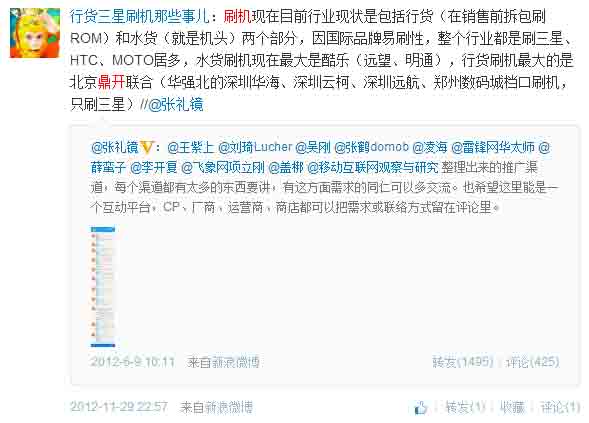 行货三星刷机那些事儿：刷机现在目前行业现状是包括行货（在销售前拆包刷
ROM）和水货（就是机头）两个部分，因国际品牌易刷性，整个行业都是刷三星、
HTC、MOTO居多，水货刷机现在最大是酷乐（远望、明通），行货刷机最大的是
北京鼎开联合（华强北的深圳华海、深圳云柯、深圳远航、郑州数码城档口刷机，
只刷三星）//@张礼镜
@张礼镜V：@王紫上 @刘琦Lucher @吴刚 @张鹤domob @凌海 @雷锋网华太师 @
薛蛮子 @李开复 @飞象网项立刚 @盖梆 @移动互联网观察与研究 整理出来的推广渠
道，每个渠道都有太多的东西要讲，有这方面需求的同仁可以多交流。也希望这里能是一
个互动平台，CP、厂商、运营商、商店都可以把需求或联络方式留在评论里。
2012-6-9 10:11 来自新浪微博 转发(1495) | 评论(425)
2012-11-29 22:57 来自新浪微博 | 转发(1) | 收藏 | 评论(1)